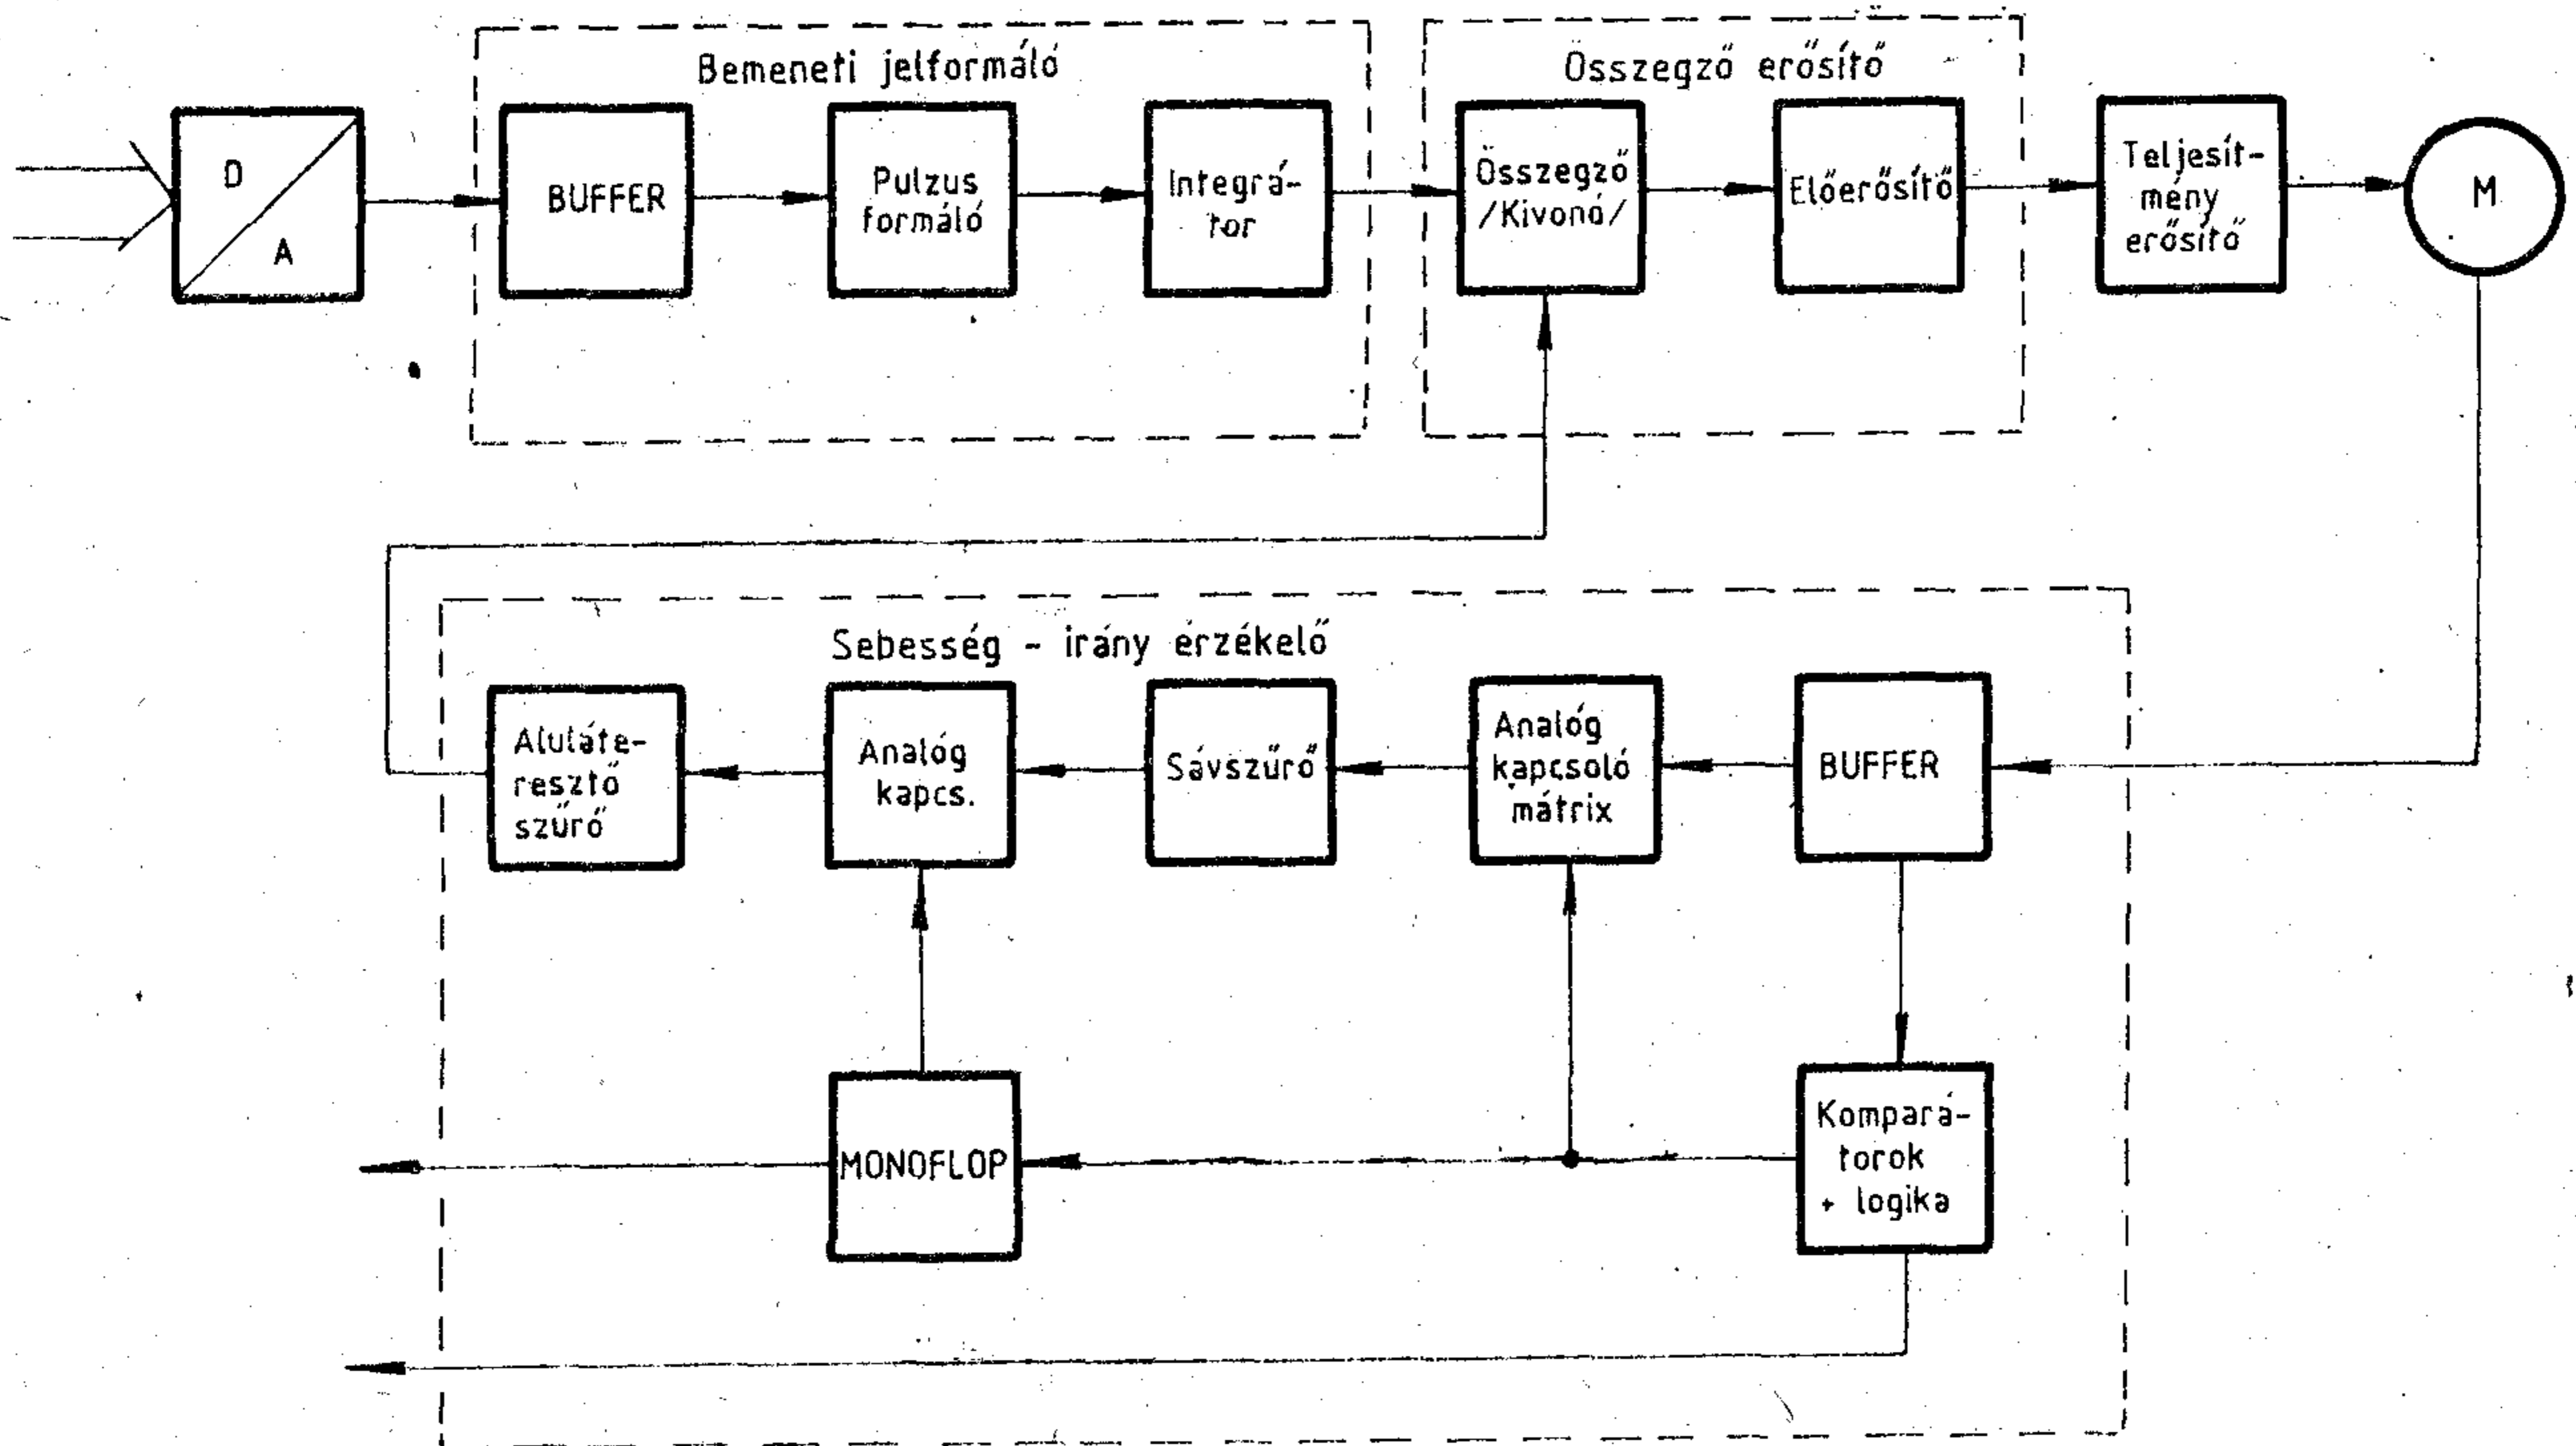 Bemeneti jelformáló
Összegző erősítő
D
A
BUFFER
Pulzus
formáló
Integrá-
tor
Összegző
/Kivonó/
Előerősítő
Teljesít-
mény
erősítő
M
Sebesség - irány érzékelő
Aluláte-
resztő
szűrő
Analóg
kapcs.
Sávszűrő
Analóg
kapcsoló
mátrix
BUFFER
MONOFLOP
Kompará-
torok
+ logika